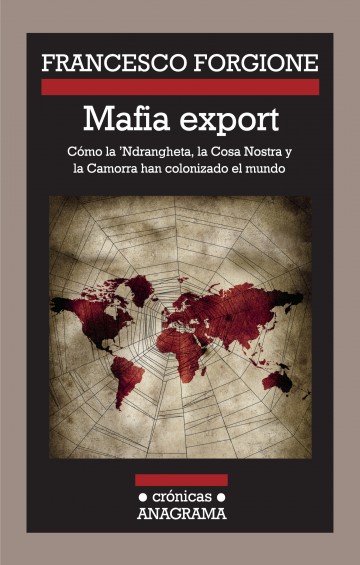 FRANCESCO FORGIONE
Mafia export
Cómo la ’Ndrangheta, la Cosa Nostra y
la Camorra han colonizado el mundo
• crónicas •
ANAGRAMA